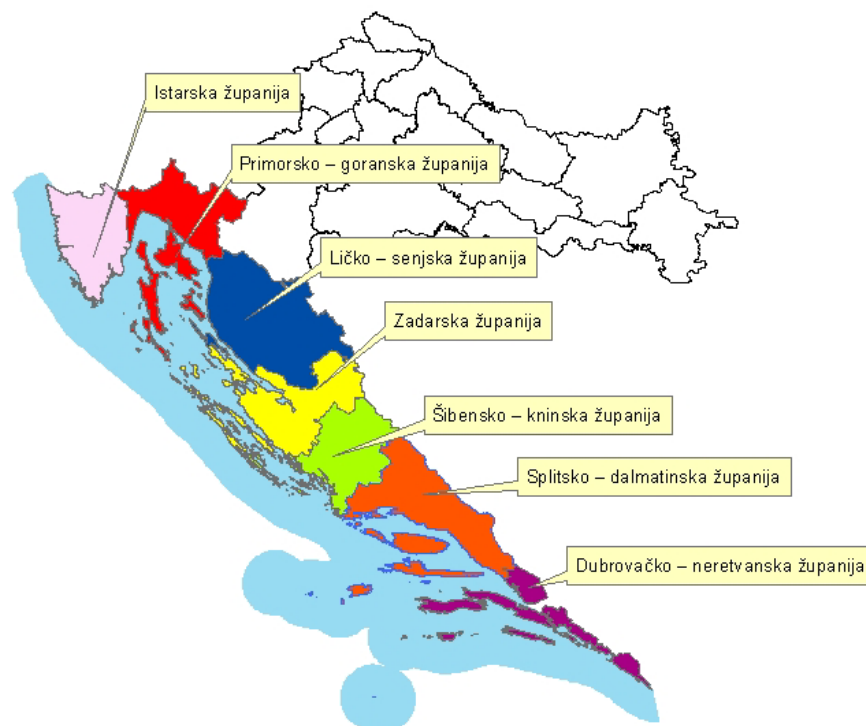 Istarska županija
Primorsko – goranska županija
Ličko – senjska županija
Zadarska županija
Šibensko – kninska županija
Splitsko – dalmatinska županija
Dubrovačko – neretvanska županija